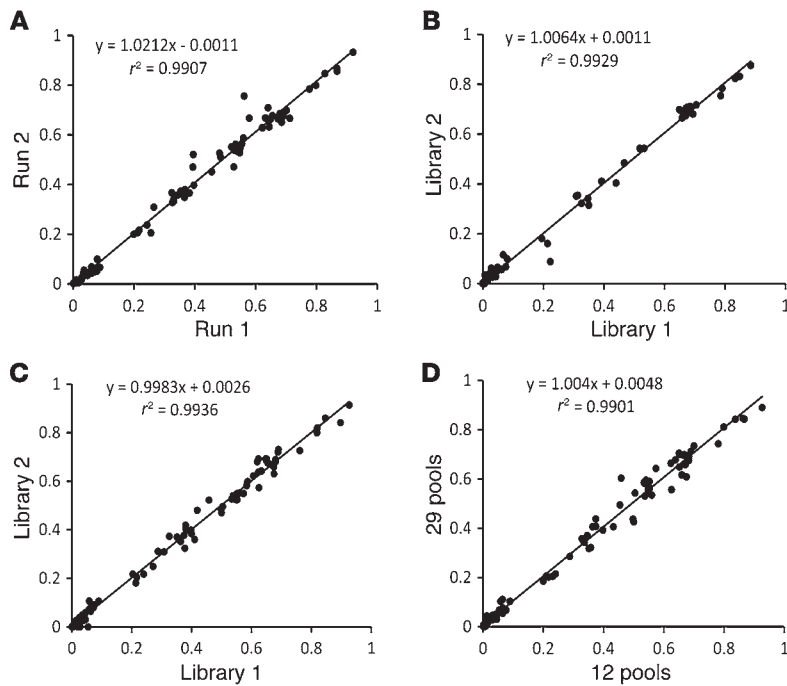 A
y = 1.0212x - 0.0011
r² = 0.9907
Run 2
1
0.8
0.6
0.4
0.2
0
0 0.2 0.4 0.6 0.8 1
Run 1
B
y = 1.0064x + 0.0011
r² = 0.9929
Library 2
1
0.8
0.6
0.4
0.2
0
0 0.2 0.4 0.6 0.8 1
Library 1
C
y = 0.9983x + 0.0026
r² = 0.9936
Library 2
1
0.8
0.6
0.4
0.2
0
0 0.2 0.4 0.6 0.8 1
Library 1
D
y = 1.004x + 0.0048
r² = 0.9901
29 pools
1
0.8
0.6
0.4
0.2
0
0 0.2 0.4 0.6 0.8 1
12 pools